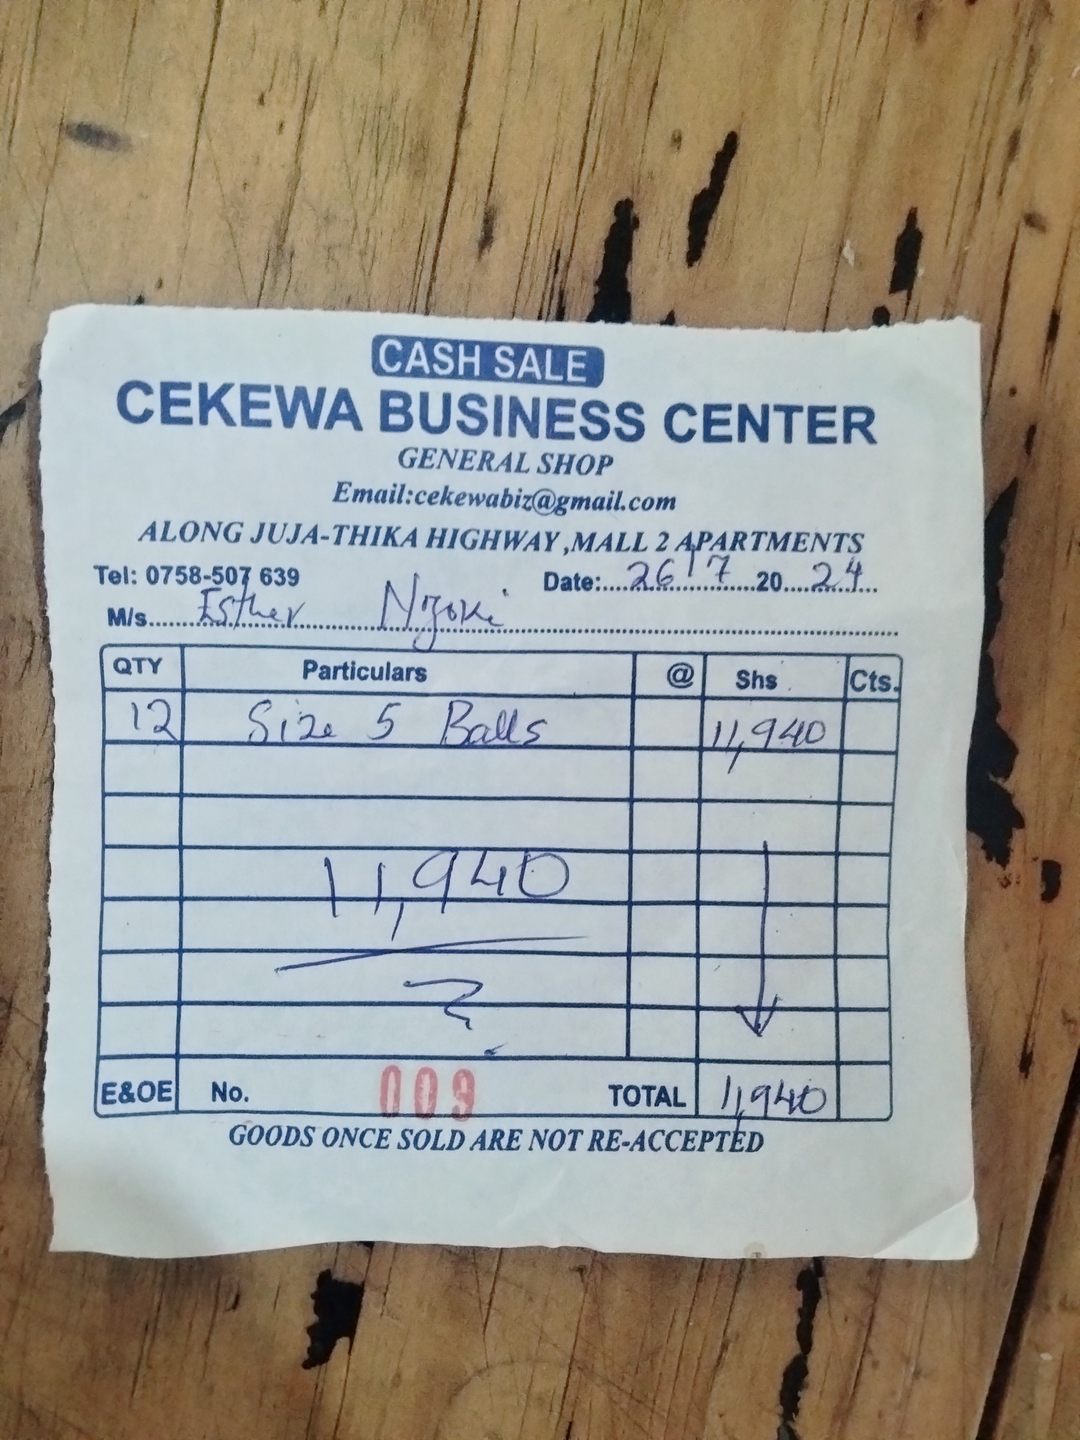 CASH SALE
CEKEWA BUSINESS CENTER
GENERAL SHOP
Email:cekewabiz@gmail.com
ALONG JUJA-THIKA HIGHWAY ,MALL 2 APARTMENTS
Tel: 0758-507 639 Date:....26/7....20....24...
M/s....Esther Nzoki....
QTY Particulars @ Shs Cts.
12 Size 5 Balls 11,940
11,940
E&OE No. 009 TOTAL 11,940
GOODS ONCE SOLD ARE NOT RE-ACCEPTED